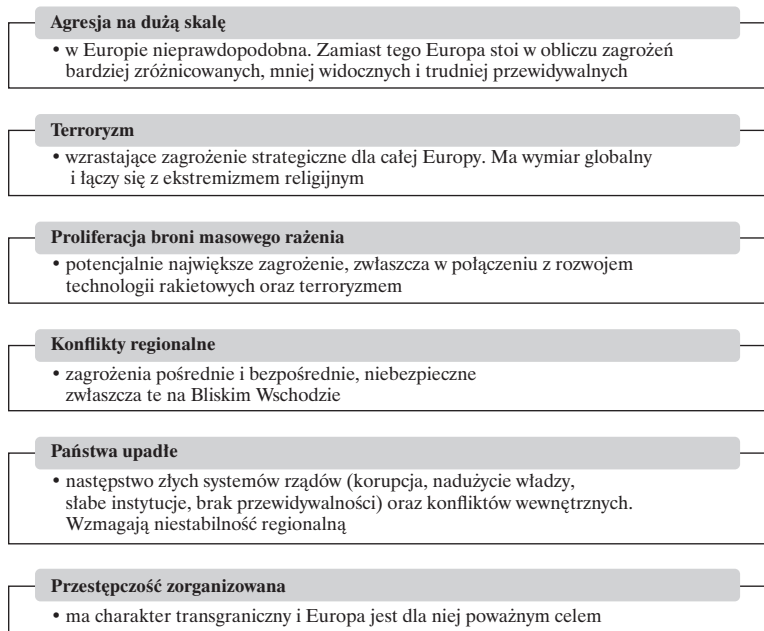 Agresja na dużą skalę
• w Europie nieprawdopodobna. Zamiast tego Europa stoi w obliczu zagrożeń
bardziej zróżnicowanych, mniej widocznych i trudniej przewidywalnych
Terroryzm
• wzrastające zagrożenie strategiczne dla całej Europy. Ma wymiar globalny
i łączy się z ekstremizmem religijnym
Proliferacja broni masowego rażenia
• potencjalnie największe zagrożenie, zwłaszcza w połączeniu z rozwojem
technologii rakietowych oraz terroryzmem
Konflikty regionalne
• zagrożenia pośrednie i bezpośrednie, niebezpieczne
zwłaszcza te na Bliskim Wschodzie
Państwa upadłe
• następstwo złych systemów rządów (korupcja, nadużycie władzy,
słabe instytucje, brak przewidywalności) oraz konfliktów wewnętrznych.
Wzmagają niestabilność regionalną
Przestępczość zorganizowana
• ma charakter transgraniczny i Europa jest dla niej poważnym celem